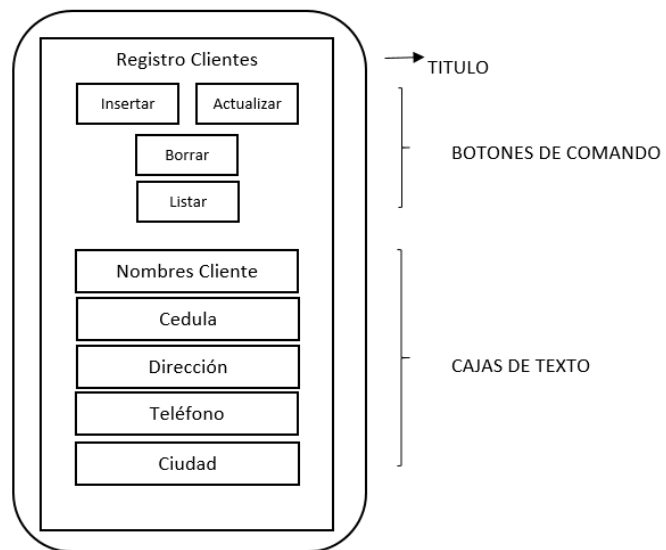 Registro Clientes
TITULO
Insertar
Actualizar
Borrar
Listar
BOTONES DE COMANDO
Nombres Cliente
Cedula
Dirección
Teléfono
Ciudad
CAJAS DE TEXTO